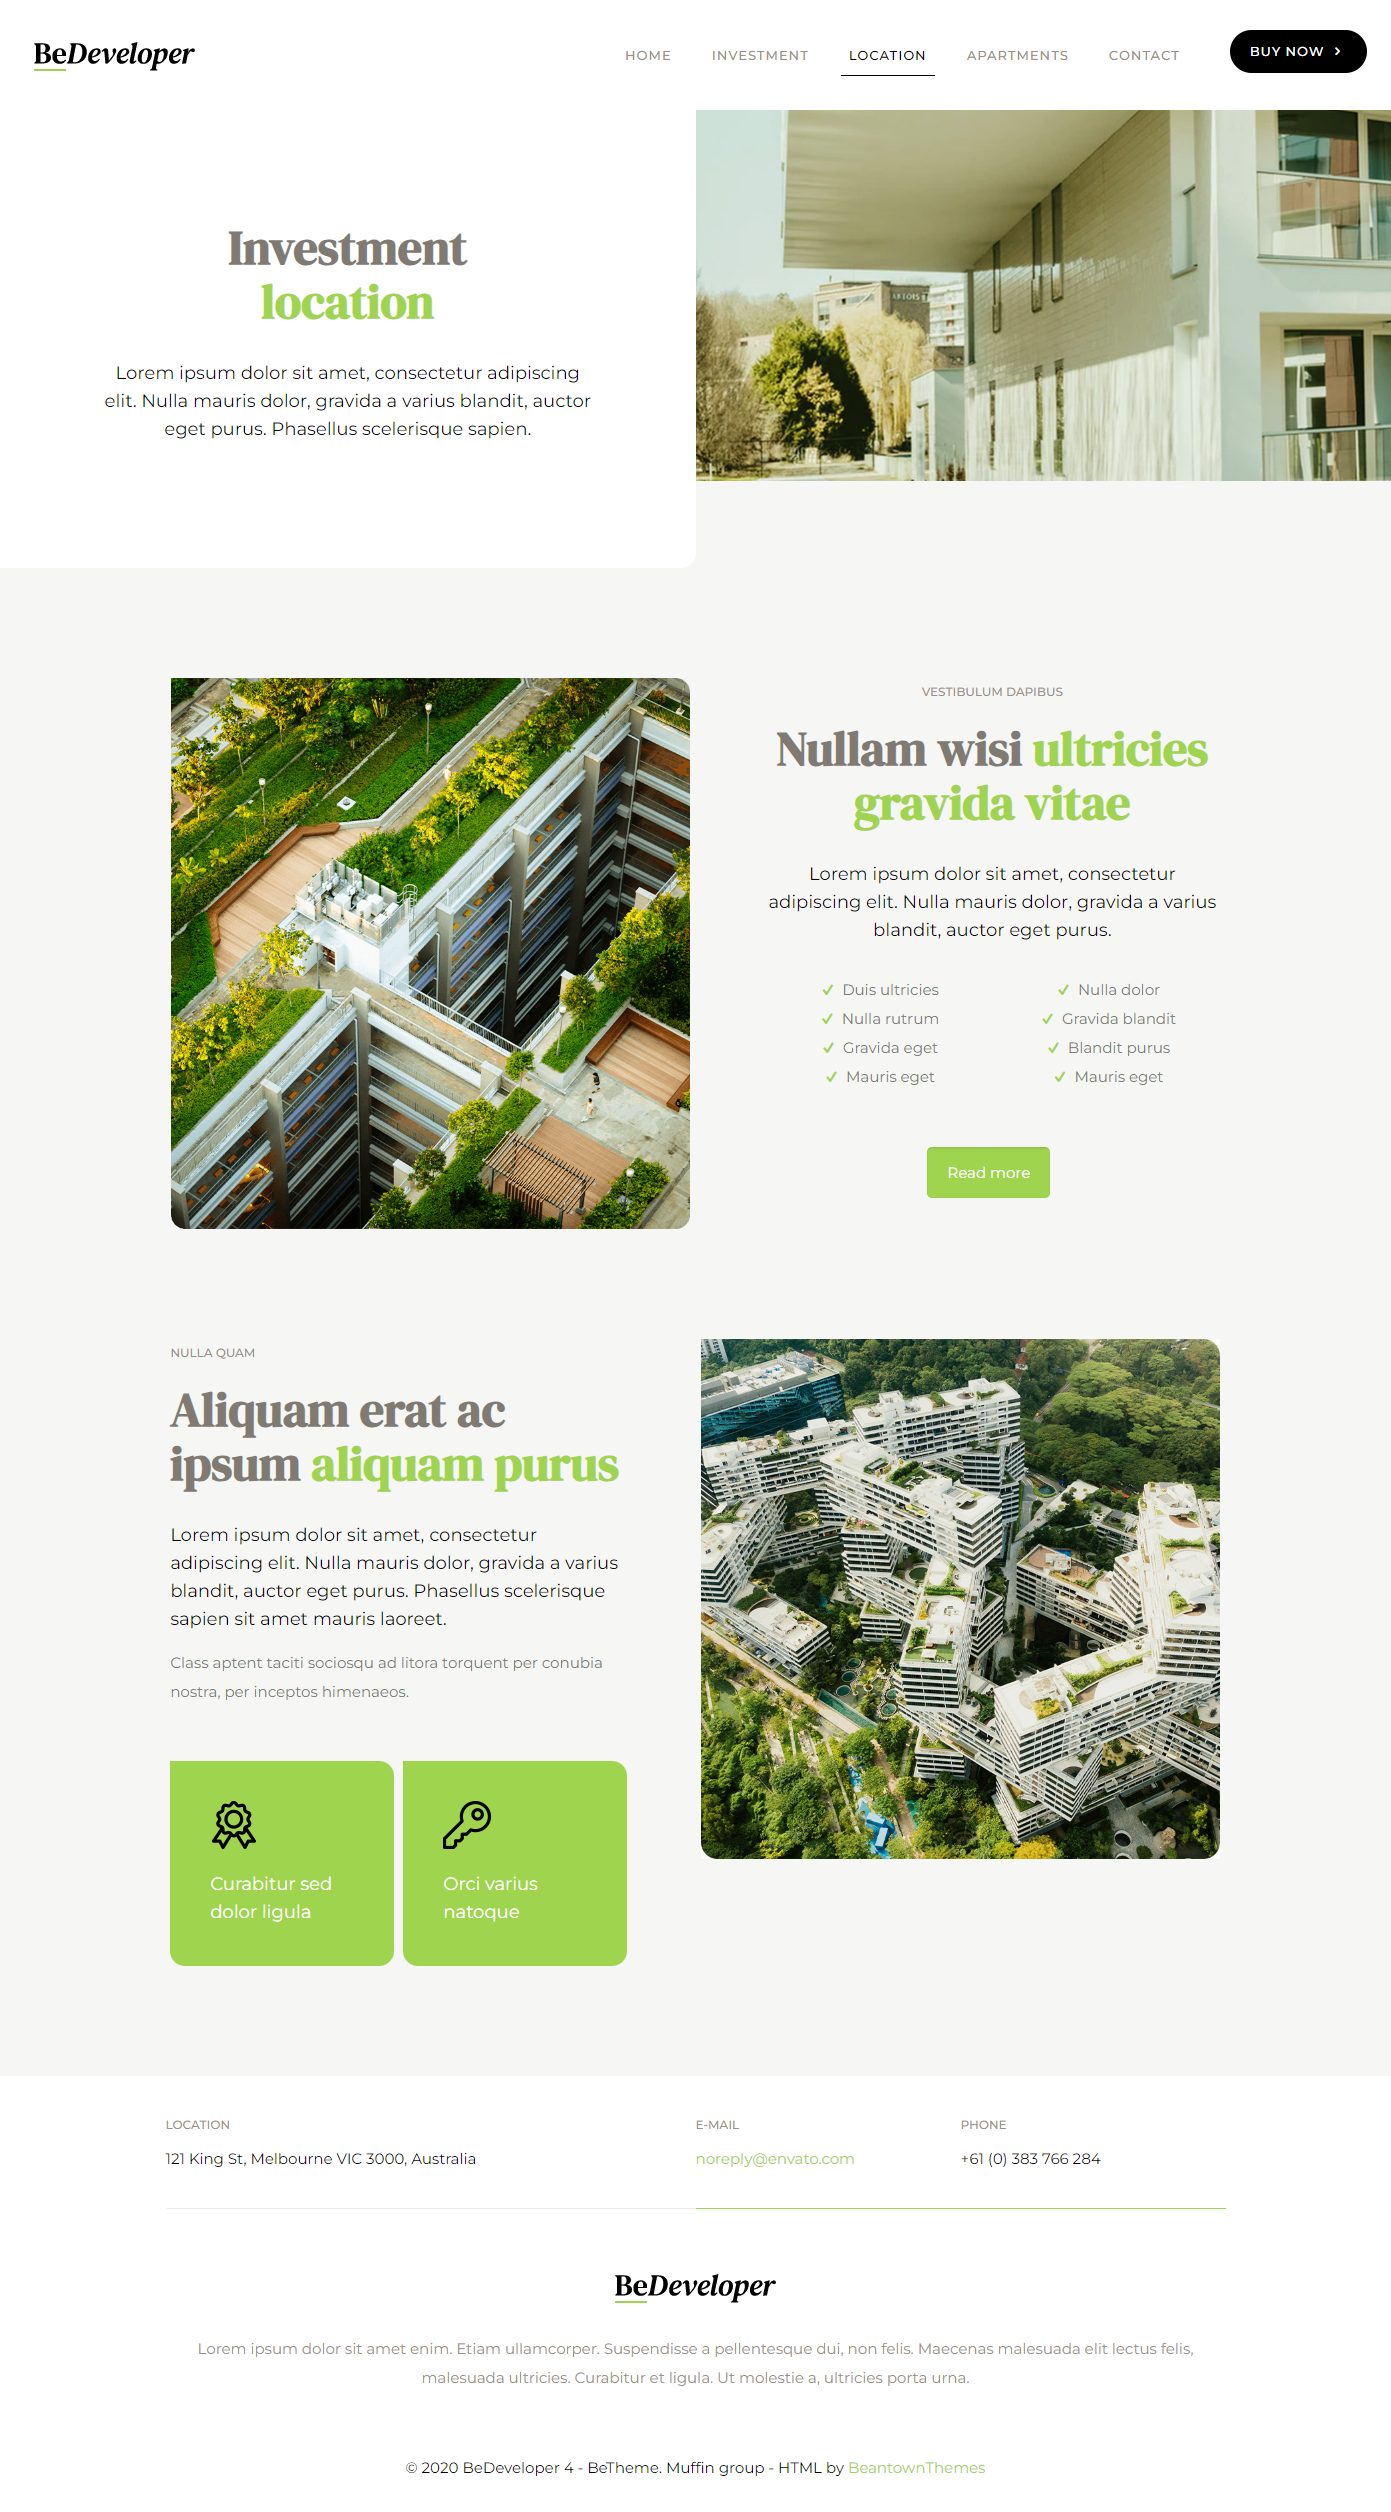 BeDeveloper
HOME INVESTMENT LOCATION APARTMENTS CONTACT BUY NOW
Investment
location
Lorem ipsum dolor sit amet, consectetur adipiscing
elit. Nulla mauris dolor, gravida a varius blandit, auctor
eget purus. Phasellus scelerisque sapien.
ARTOIS
VESTIBULUM DAPIBUS
Nullam wisi ultricies
gravida vitae
Lorem ipsum dolor sit amet, consectetur
adipiscing elit. Nulla mauris dolor, gravida a varius
blandit, auctor eget purus.
Duis ultricies
Nulla rutrum
Gravida eget
Mauris eget
Nulla dolor
Gravida blandit
Blandit purus
Mauris eget
Read more
NULLA QUAM
Aliquam erat ac
ipsum aliquam purus
Lorem ipsum dolor sit amet, consectetur
adipiscing elit. Nulla mauris dolor, gravida a varius
blandit, auctor eget purus. Phasellus scelerisque
sapien sit amet mauris laoreet.
Class aptent taciti sociosqu ad litora torquent per conubia
nostra, per inceptos himenaeos.
Curabitur sed
dolor ligula
Orci varius
natoque
LOCATION
121 King St, Melbourne VIC 3000, Australia
E-MAIL
noreply@envato.com
PHONE
+61 (0) 383 766 284
BeDeveloper
Lorem ipsum dolor sit amet enim. Etiam ullamcorper. Suspendisse a pellentesque dui, non felis. Maecenas malesuada elit lectus felis,
malesuada ultricies. Curabitur et ligula. Ut molestie a, ultricies porta urna.
© 2020 BeDeveloper 4 - BeTheme. Muffin group - HTML by BeantownThemes